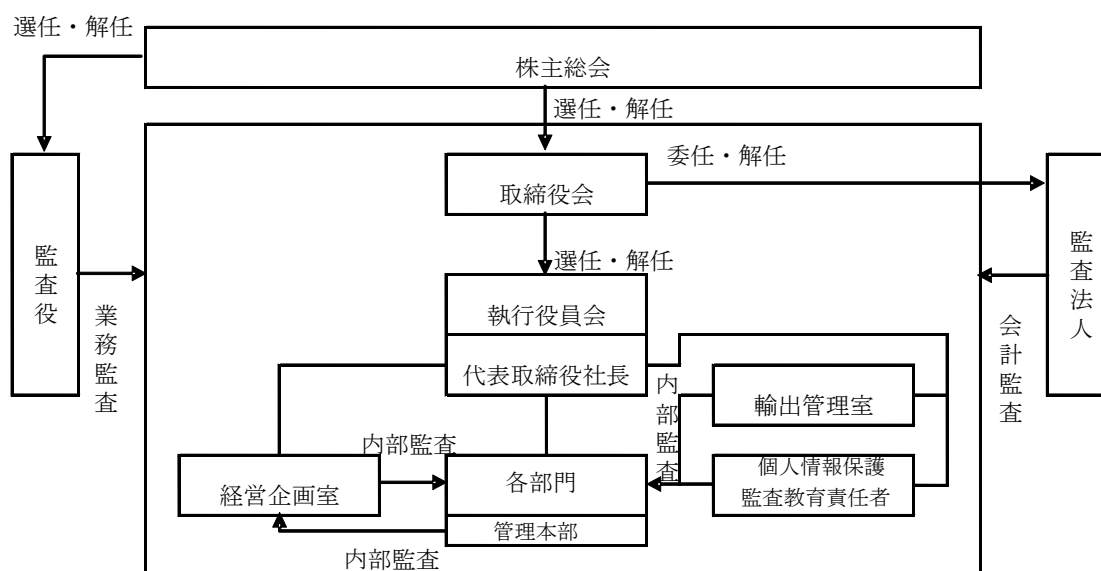 選任・解任
株主総会
選任・解任
委任・解任
取締役会
監査役
監査法人
選任・解任
業務監査
執行役員会
会計監査
代表取締役社長
内部監査
輸出管理室
内部監査
経営企画室
各部門
個人情報保護
監査教育責任者
管理本部
内部監査